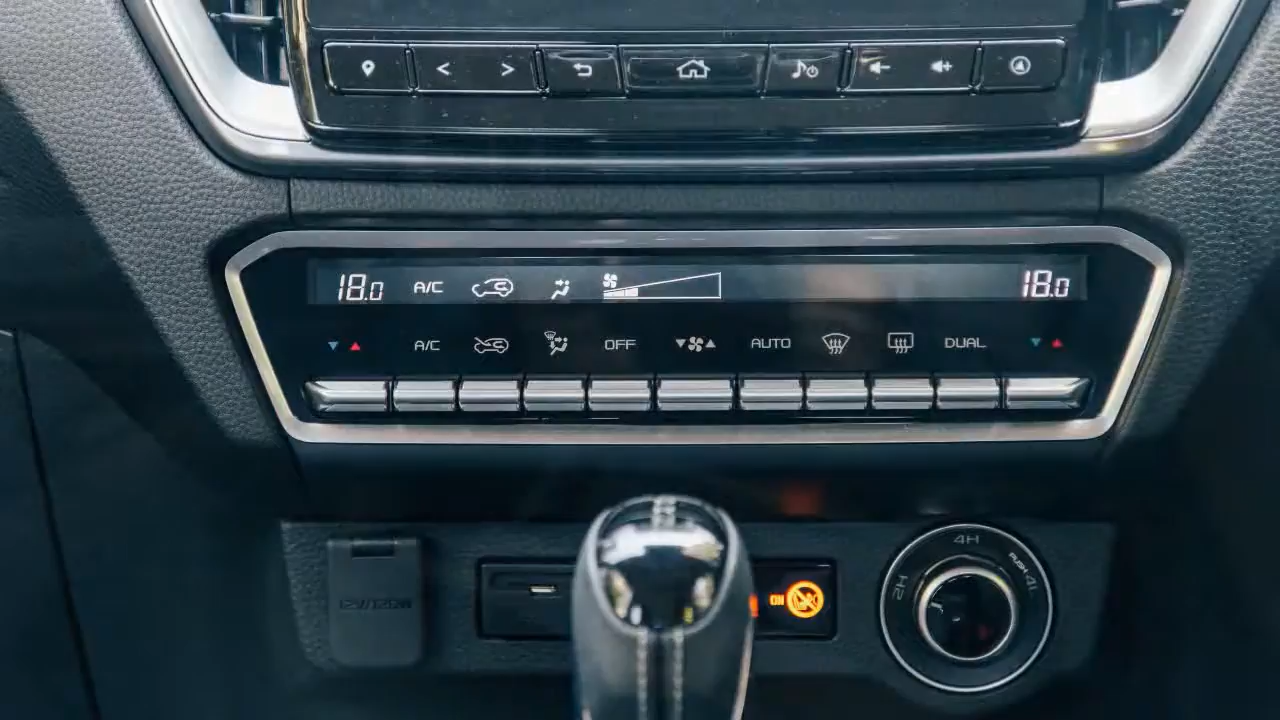 18.0 A/C 18.0
A/C OFF AUTO DUAL
12V/120W
ON
4H
2H
PUSH 4L